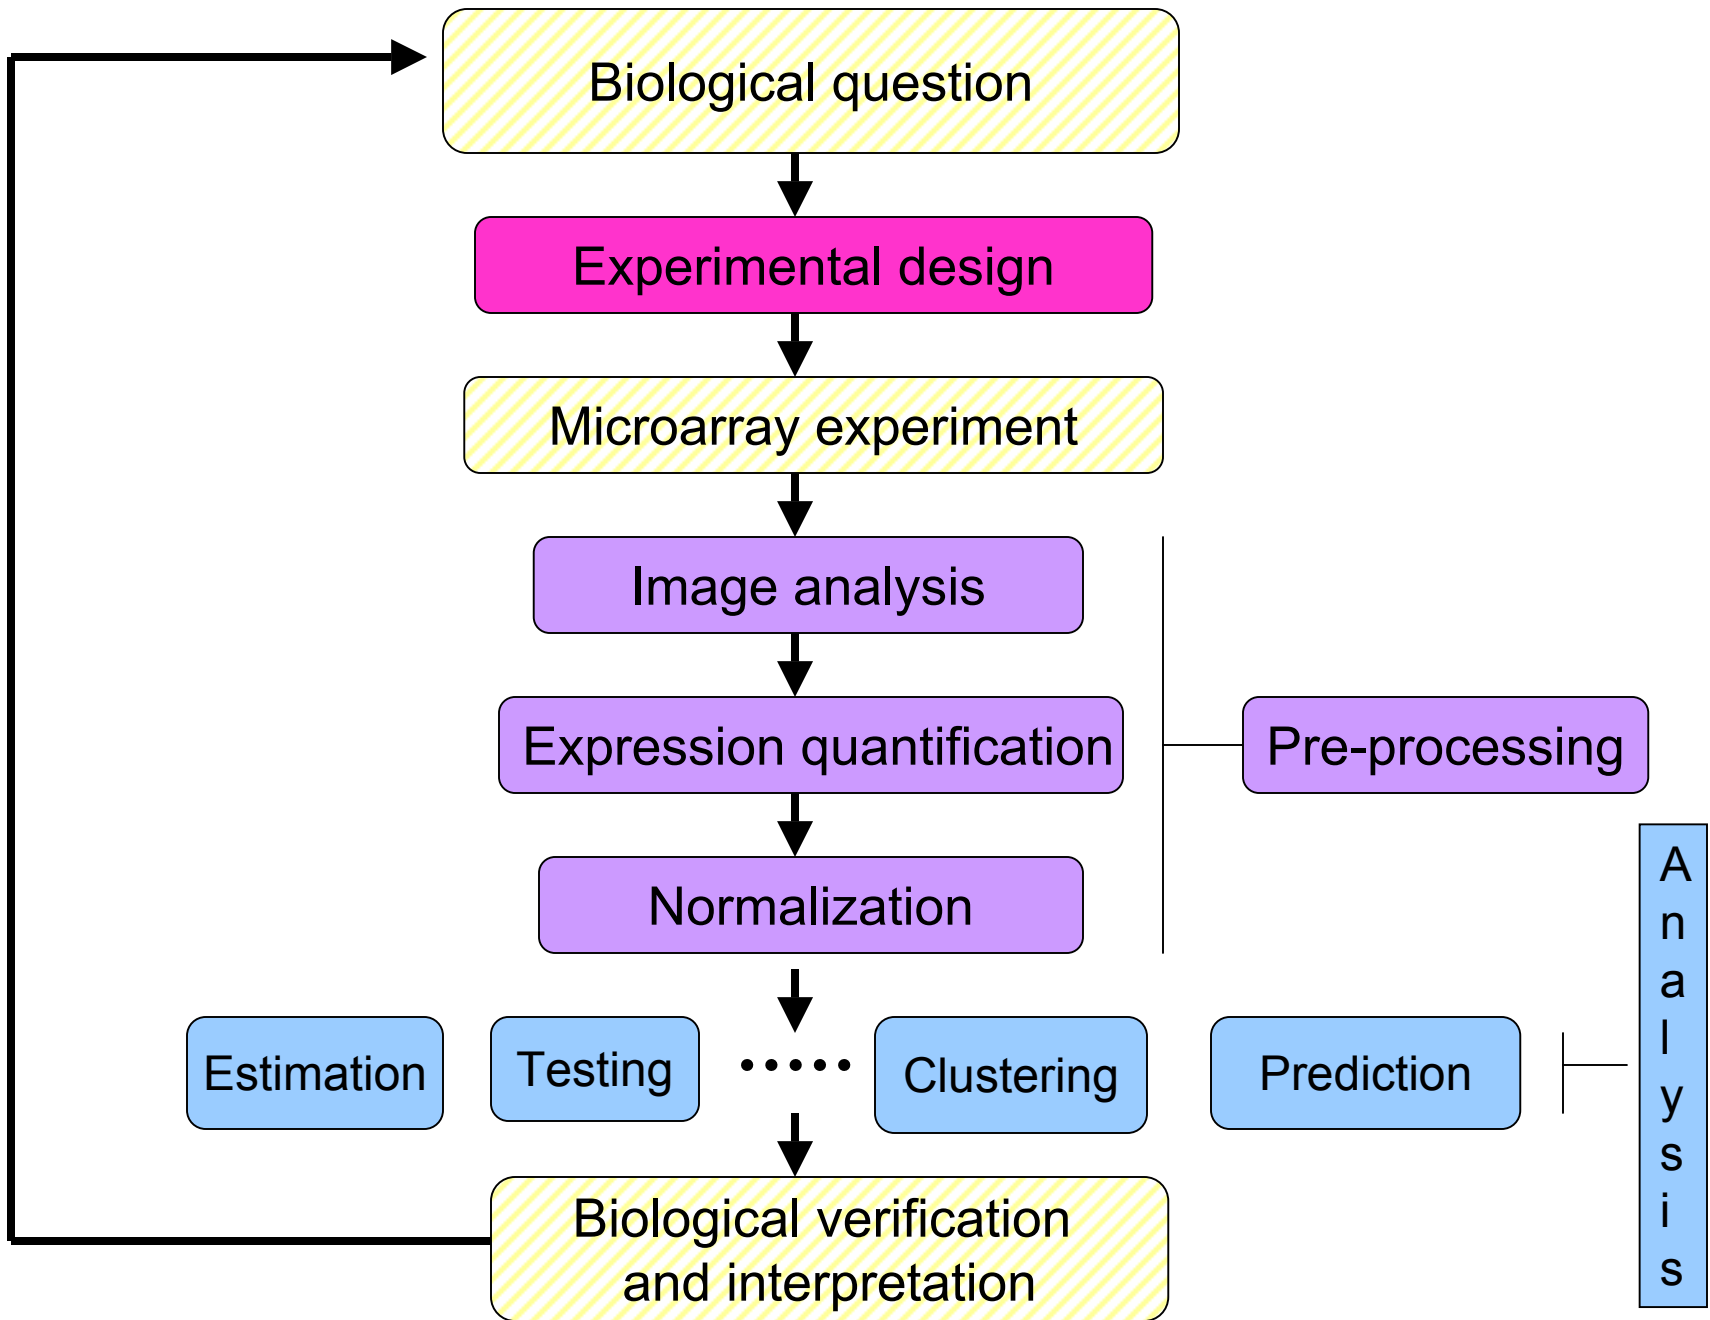 Biological question
Experimental design
Microarray experiment
Image analysis
Expression quantification
Pre-processing
Normalization
Estimation
Testing
.....
Clustering
Prediction
Analysis
Biological verification
and interpretation